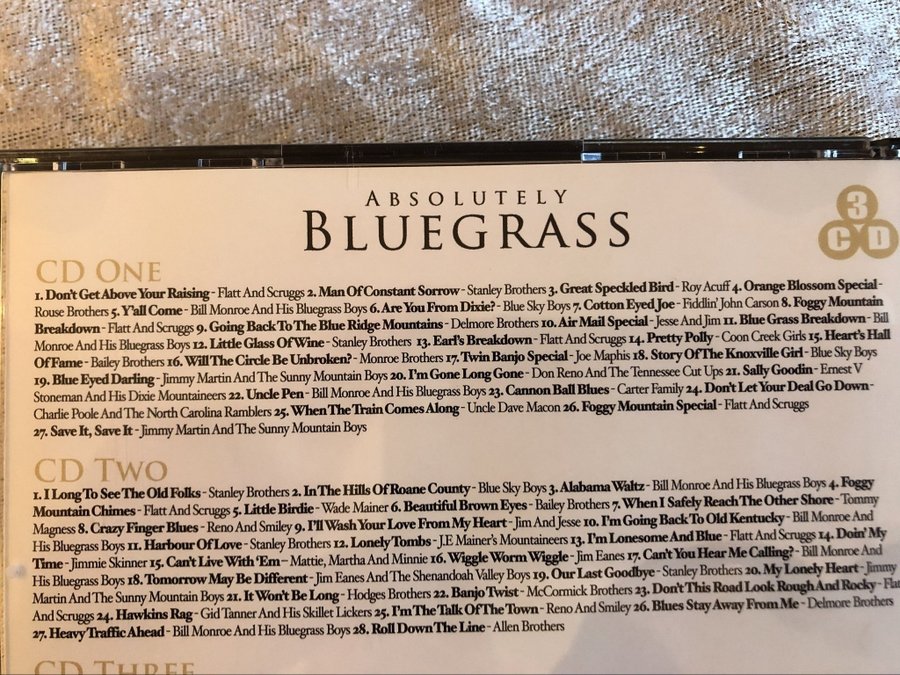 ABSOLUTELY
BLUEGRASS
3
CD
CD ONE
1. Don't Get Above Your Raising - Flatt And Scruggs 2. Man Of Constant Sorrow - Stanley Brothers 3. Great Speckled Bird - Roy Acuff 4. Orange Blossom Special -
Rouse Brothers 5. Y'all Come - Bill Monroe And His Bluegrass Boys 6. Are You From Dixie? - Blue Sky Boys 7. Cotton Eyed Joe - Fiddlin' John Carson 8. Foggy Mountain
Breakdown - Flatt And Scruggs 9. Going Back To The Blue Ridge Mountains - Delmore Brothers 10. Air Mail Special - Jesse And Jim 11. Blue Grass Breakdown - Bill
Monroe And His Bluegrass Boys 12. Little Glass Of Wine - Stanley Brothers 13. Earl's Breakdown - Flatt And Scruggs 14. Pretty Polly - Coon Creek Girls 15. Heart's Hall
Of Fame - Bailey Brothers 16. Will The Circle Be Unbroken? - Monroe Brothers 17. Twin Banjo Special - Joe Maphis 18. Story Of The Knoxville Girl - Blue Sky Boys
19. Blue Eyed Darling - Jimmy Martin And The Sunny Mountain Boys 20. I'm Gone Long Gone - Don Reno And The Tennessee Cut Ups 21. Sally Goodin - Ernest V
Stoneman And His Dixie Mountaineers 22. Uncle Pen - Bill Monroe And His Bluegrass Boys 23. Cannon Ball Blues - Carter Family 24. Don't Let Your Deal Go Down -
Charlie Poole And The North Carolina Ramblers 25. When The Train Comes Along - Uncle Dave Macon 26. Foggy Mountain Special - Flatt And Scruggs
27. Save It, Save It - Jimmy Martin And The Sunny Mountain Boys
CD TWO
1. I Long To See The Old Folks - Stanley Brothers 2. In The Hills Of Roane County - Blue Sky Boys 3. Alabama Waltz - Bill Monroe And His Bluegrass Boys 4. Foggy
Mountain Chimes - Flatt And Scruggs 5. Little Birdie - Wade Mainer 6. Beautiful Brown Eyes - Bailey Brothers 7. When I Safely Reach The Other Shore - Tommy
Magness 8. Crazy Finger Blues - Reno And Smiley 9. I'll Wash Your Love From My Heart - Jim And Jesse 10. I'm Going Back To Old Kentucky - Bill Monroe And
His Bluegrass Boys 11. Harbour Of Love - Stanley Brothers 12. Lonely Tombs - J.E Mainer's Mountaineers 13. I'm Lonesome And Blue - Flatt And Scruggs 14. Doin' My
Time - Jimmie Skinner 15. Can't Live With 'Em - Mattie, Martha And Minnie 16. Wiggle Worm Wiggle - Jim Eanes 17. Can't You Hear Me Calling? - Bill Monroe And
His Bluegrass Boys 18. Tomorrow May Be Different - Jim Eanes And The Shenandoah Valley Boys 19. Our Last Goodbye - Stanley Brothers 20. My Lonely Heart - Jimmy
Martin And The Sunny Mountain Boys 21. It Won't Be Long - Hodges Brothers 22. Banjo Twist - McCormick Brothers 23. Don't This Road Look Rough And Rocky - Flat
And Scruggs 24. Hawkins Rag - Gid Tanner And His Skillet Lickers 25. I'm The Talk Of The Town - Reno And Smiley 26. Blues Stay Away From Me - Delmore Brothers
27. Heavy Traffic Ahead - Bill Monroe And His Bluegrass Boys 28. Roll Down The Line - Allen Brothers
CD THREE